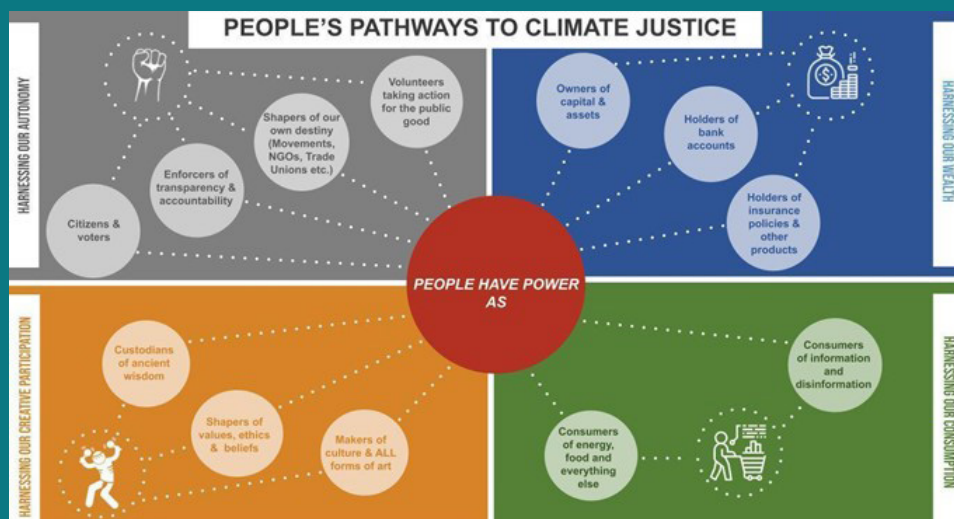 PEOPLE'S PATHWAYS TO CLIMATE JUSTICE
HARNESSING OUR AUTONOMY
Volunteers
taking action
for the public
good
Shapers of
our own
destiny
(Movements,
NGOs, Trade
Unions etc.)
Enforcers of
transparency &
accountability
Citizens &
voters
HARNESSING OUR WEALTH
Owners of
capital &
assets
Holders of
bank
accounts
Holders of
insurance
policies &
other
products
PEOPLE HAVE POWER
AS
HARNESSING OUR CREATIVE PARTICIPATION
Custodians
of ancient
wisdom
Shapers of
values, ethics
& beliefs
Makers of
culture & ALL
forms of art
HARNESSING OUR CONSUMPTION
Consumers
of information
and
disinformation
Consumers
of energy,
food and
everything
else